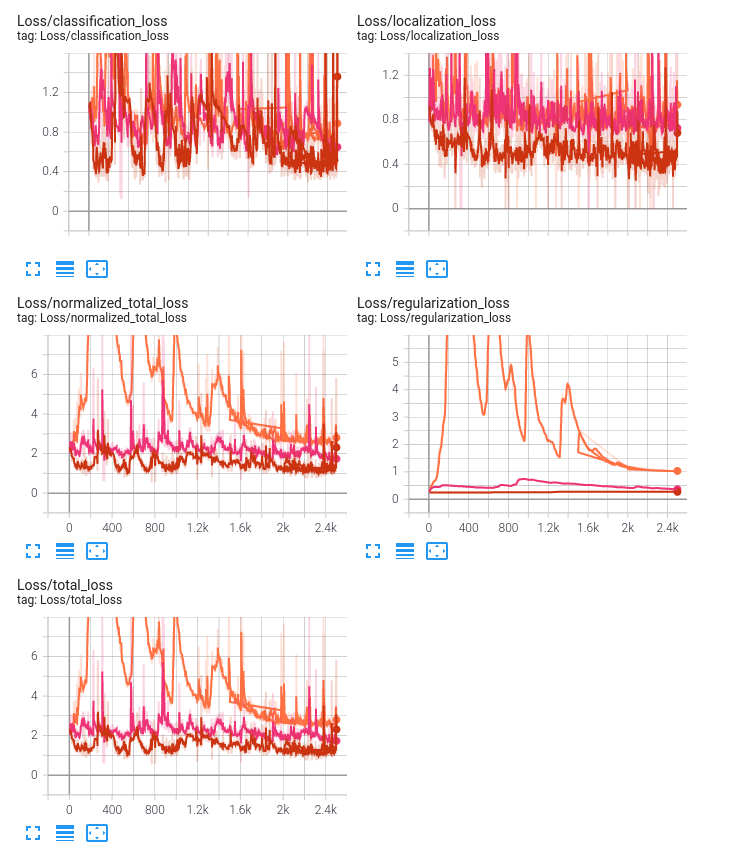 Loss/classification_loss
tag: Loss/classification_loss
1.2
0.8
0.4
0
Loss/localization_loss
tag: Loss/localization_loss
1.2
0.8
0.4
0
Loss/normalized_total_loss
tag: Loss/normalized_total_loss
6
4
2
0
0 400 800 1.2k 1.6k 2k 2.4k
Loss/regularization_loss
tag: Loss/regularization_loss
5
4
3
2
1
0
0 400 800 1.2k 1.6k 2k 2.4k
Loss/total_loss
tag: Loss/total_loss
6
4
2
0
0 400 800 1.2k 1.6k 2k 2.4k